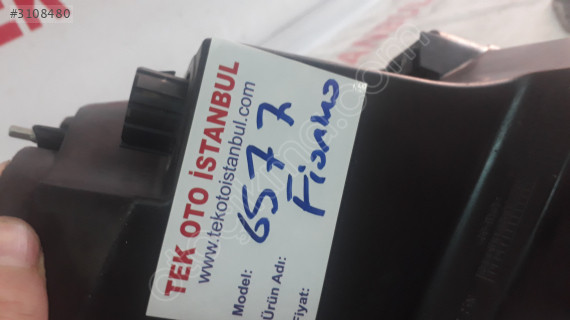 #3108480
TEK OTO İSTANBUL
www.tekotoistanbul.com
Model: 6577
Ürün Adı: Fiorino
Fiyat: